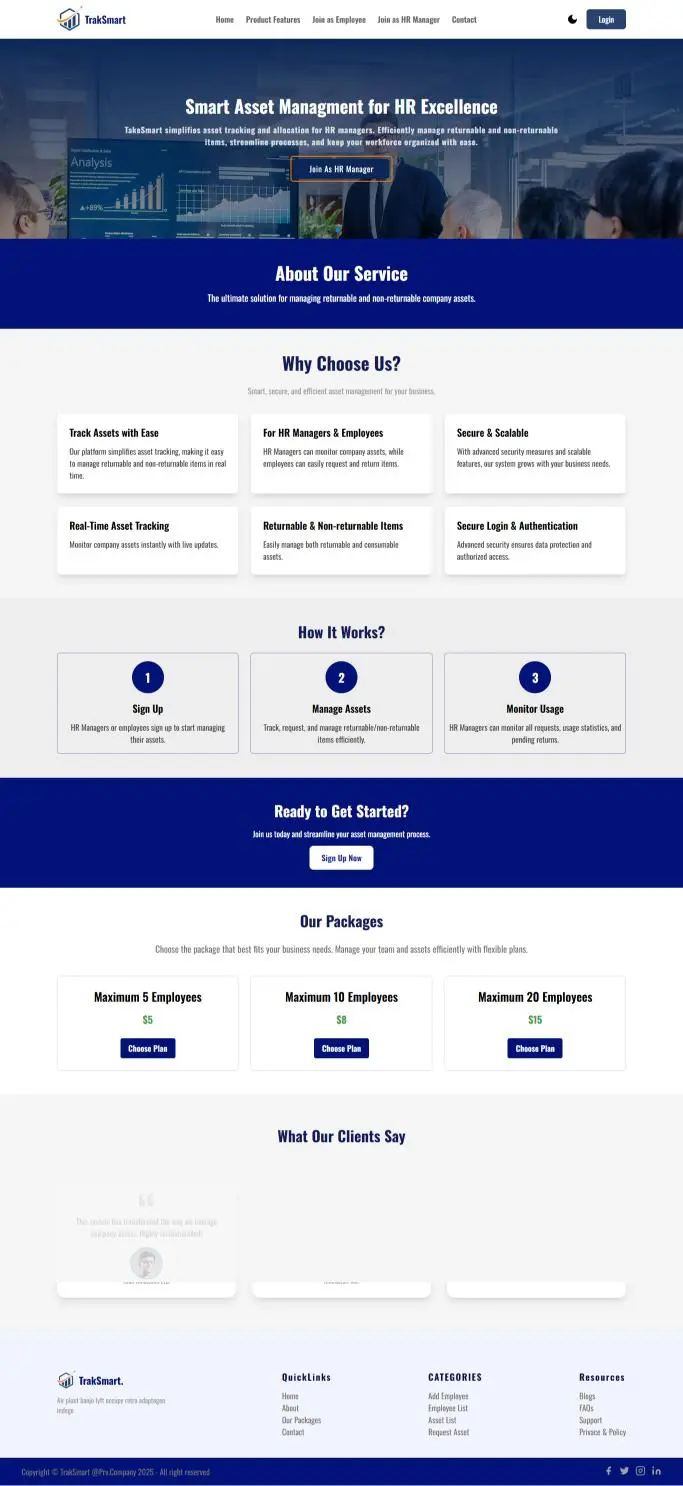 TrakSmart
Home Product Features Join as Employee Join as HR Manager Contact
Login
Smart Asset Managment for HR Excellence
TakeSmart simplifies asset tracking and allocation for HR managers. Efficiently manage returnable and non-returnable
items, streamline processes, and keep your workforce organized with ease.
Analysis
+89%
Join As HR Manager
About Our Service
The ultimate solution for managing returnable and non-returnable company assets.
Why Choose Us?
Smart, secure, and efficient asset management for your business.
Track Assets with Ease
Our platform simplifies asset tracking, making it easy
to manage returnable and non-returnable items in real
time.
For HR Managers & Employees
HR Managers can monitor company assets, while
employees can easily request and return items.
Secure & Scalable
With advanced security measures and scalable
features, our system grows with your business needs.
Real-Time Asset Tracking
Monitor company assets instantly with live updates.
Returnable & Non-returnable Items
Easily manage both returnable and consumable
assets.
Secure Login & Authentication
Advanced security ensures data protection and
authorized access.
How It Works?
1
Sign Up
HR Managers or employees sign up to start managing
their assets.
2
Manage Assets
Track, request, and manage returnable/non-returnable
items efficiently.
3
Monitor Usage
HR Managers can monitor all requests, usage statistics, and
pending returns.
Ready to Get Started?
Join us today and streamline your asset management process.
Sign Up Now
Our Packages
Choose the package that best fits your business needs. Manage your team and assets efficiently with flexible plans.
Maximum 5 Employees
$5
Choose Plan
Maximum 10 Employees
$8
Choose Plan
Maximum 20 Employees
$15
Choose Plan
What Our Clients Say
This system has transformed the way we manage
company assets. Highly recommended!
TrakSmart.
Air plant banjo lyft occupy retro adaptogen
indego
QuickLinks
Home
About
Our Packages
Contact
CATEGORIES
Add Employee
Employee List
Asset List
Request Asset
Resources
Blogs
FAQs
Support
Privace & Policy
Copyright © TrakSmart @Prv.Company 2025 - All right reserved